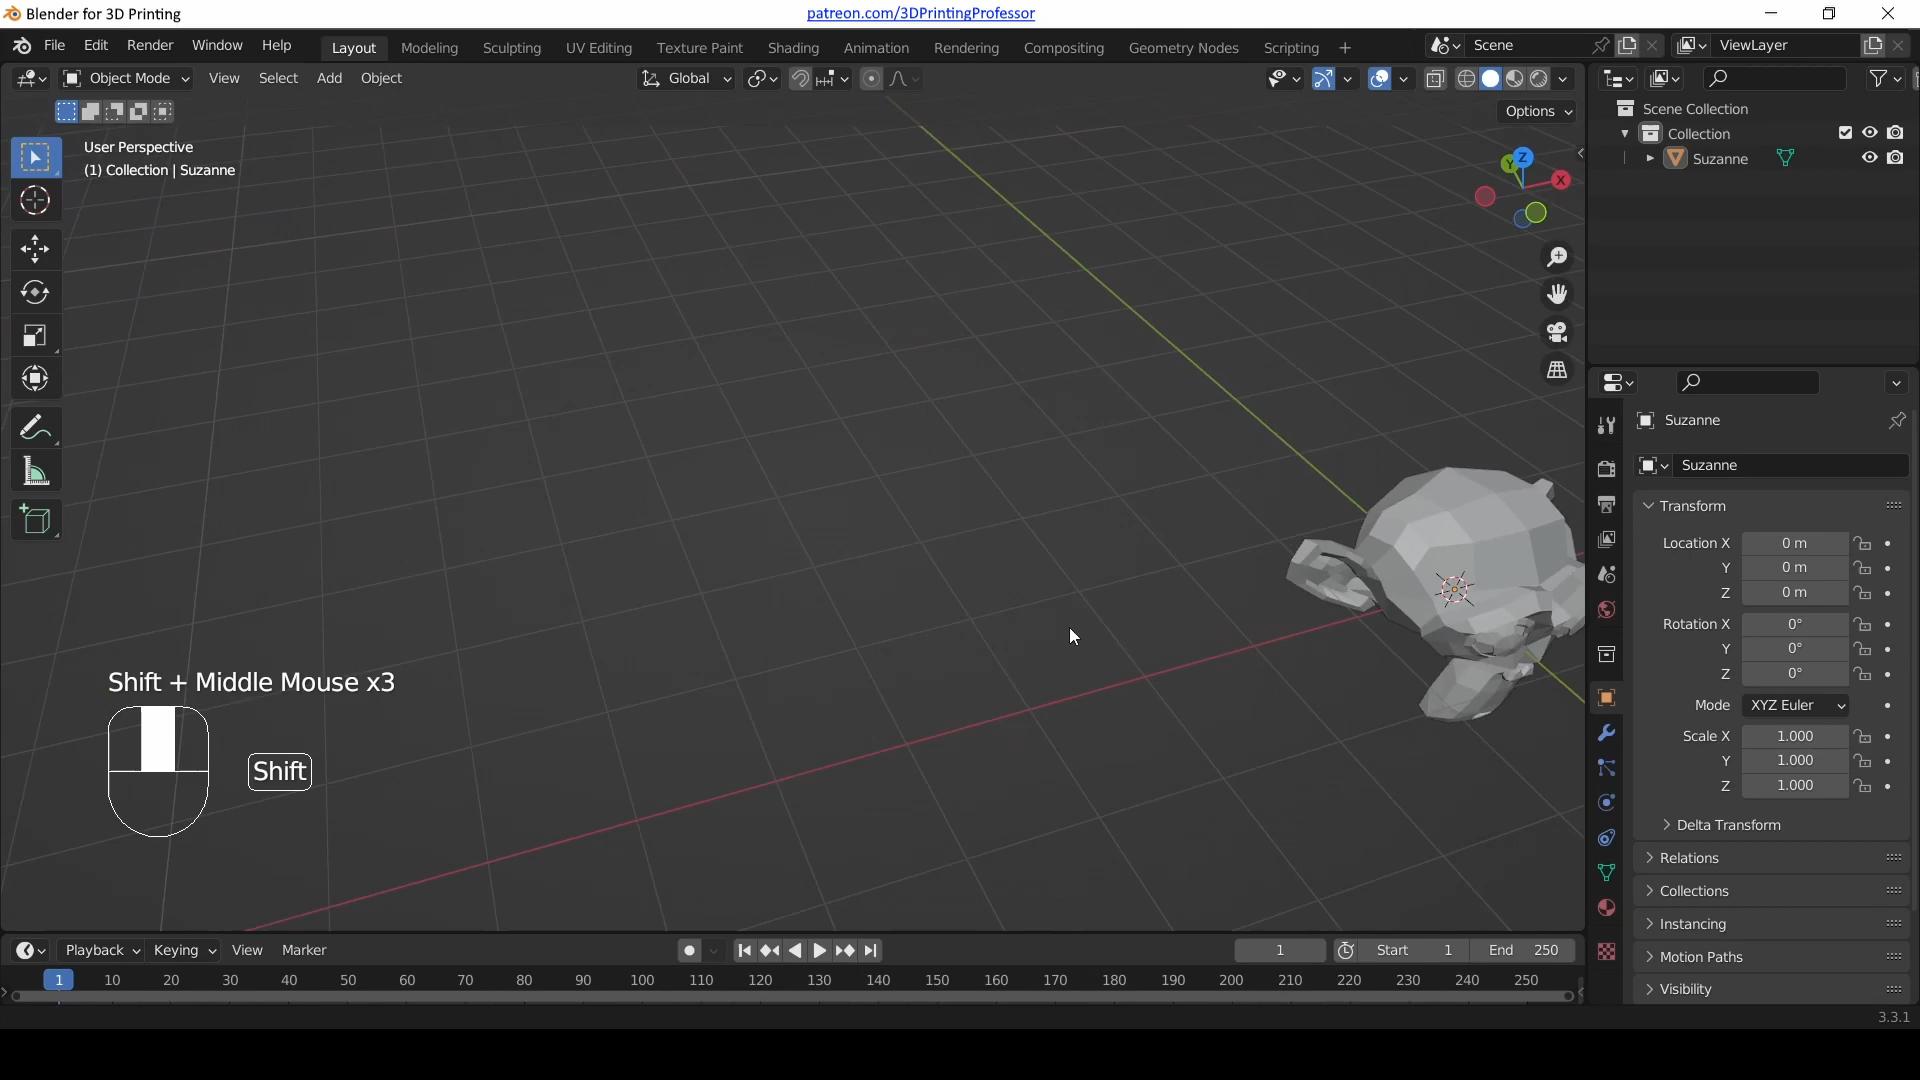 Blender for 3D Printing
patreon.com/3DPrintingProfessor
File Edit Render Window Help
Layout Modeling Sculpting UV Editing Texture Paint Shading Animation Rendering Compositing Geometry Nodes Scripting +
Scene
ViewLayer
Object Mode View Select Add Object
Global
Options
User Perspective
(1) Collection | Suzanne
Z
Y
X
Scene Collection
Collection
Suzanne
Suzanne
Suzanne
Transform
Location X 0 m
Y 0 m
Z 0 m
Rotation X 0°
Y 0°
Z 0°
Mode XYZ Euler
Scale X 1.000
Y 1.000
Z 1.000
Delta Transform
Relations
Collections
Instancing
Motion Paths
Visibility
Shift + Middle Mouse x3
Shift
Playback Keying View Marker
1
Start 1
End 250
1 10 20 30 40 50 60 70 80 90 100 110 120 130 140 150 160 170 180 190 200 210 220 230 240 250
3.3.1